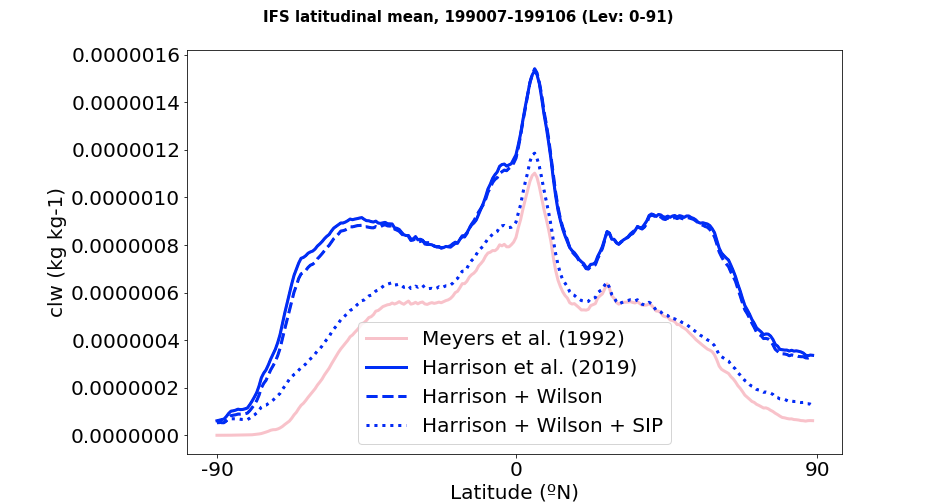 IFS latitudinal mean, 199007-199106 (Lev: 0-91)
0.0000016
0.0000014
0.0000012
0.0000010
0.0000008
0.0000006
0.0000004
0.0000002
0.0000000
clw (kg kg-1)
Meyers et al. (1992)
Harrison et al. (2019)
Harrison + Wilson
Harrison + Wilson + SIP
-90 0 90
Latitude (ºN)